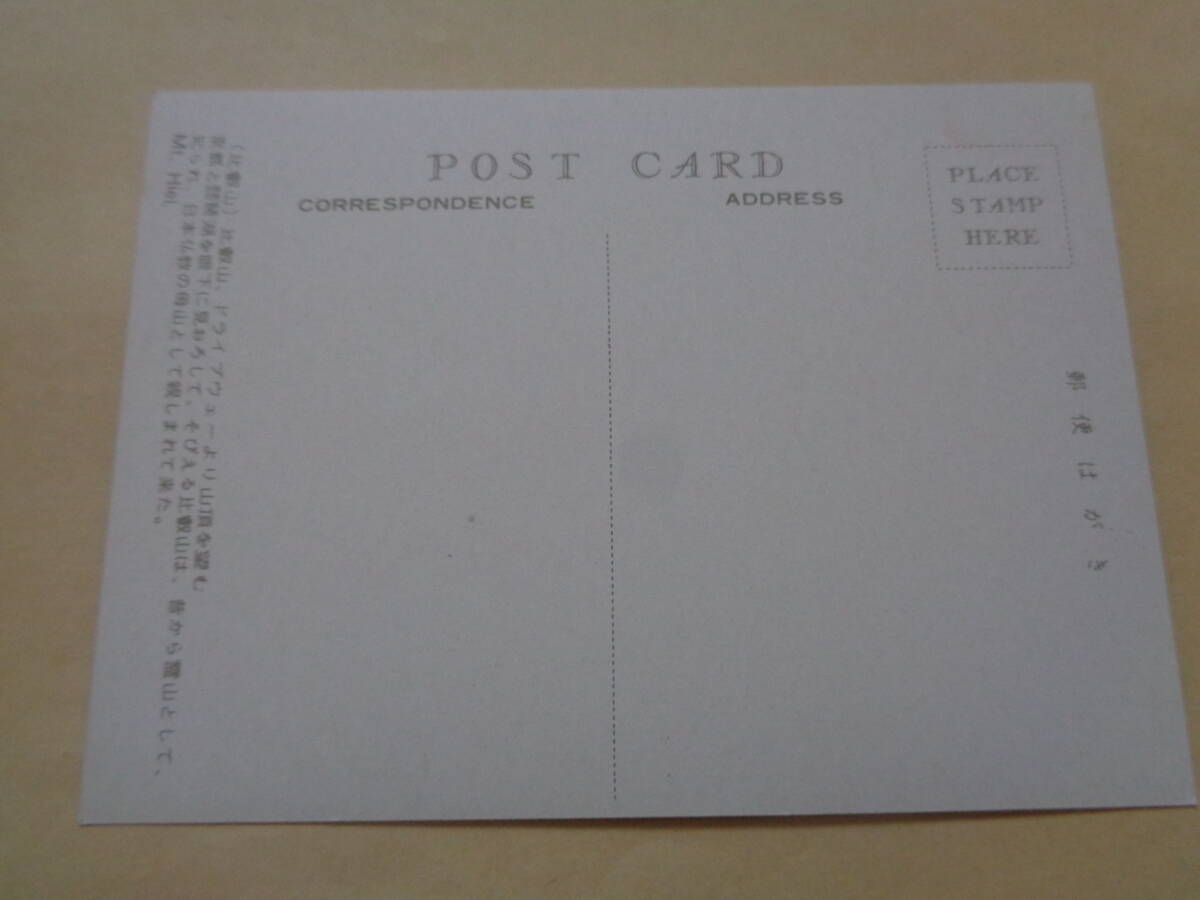 POST CARD
CORRESPONDENCE
ADDRESS
PLACE
STAMP
HERE
郵便はがき
(比叡山) 比叡山、ドライブウェーより山頂を望む
京都と琵琶湖を眼下に見おろして、そびえる比叡山は、昔から霊山として、
知られ、日本仏教の母山として親しまれて来た。
Mt. Hiei.